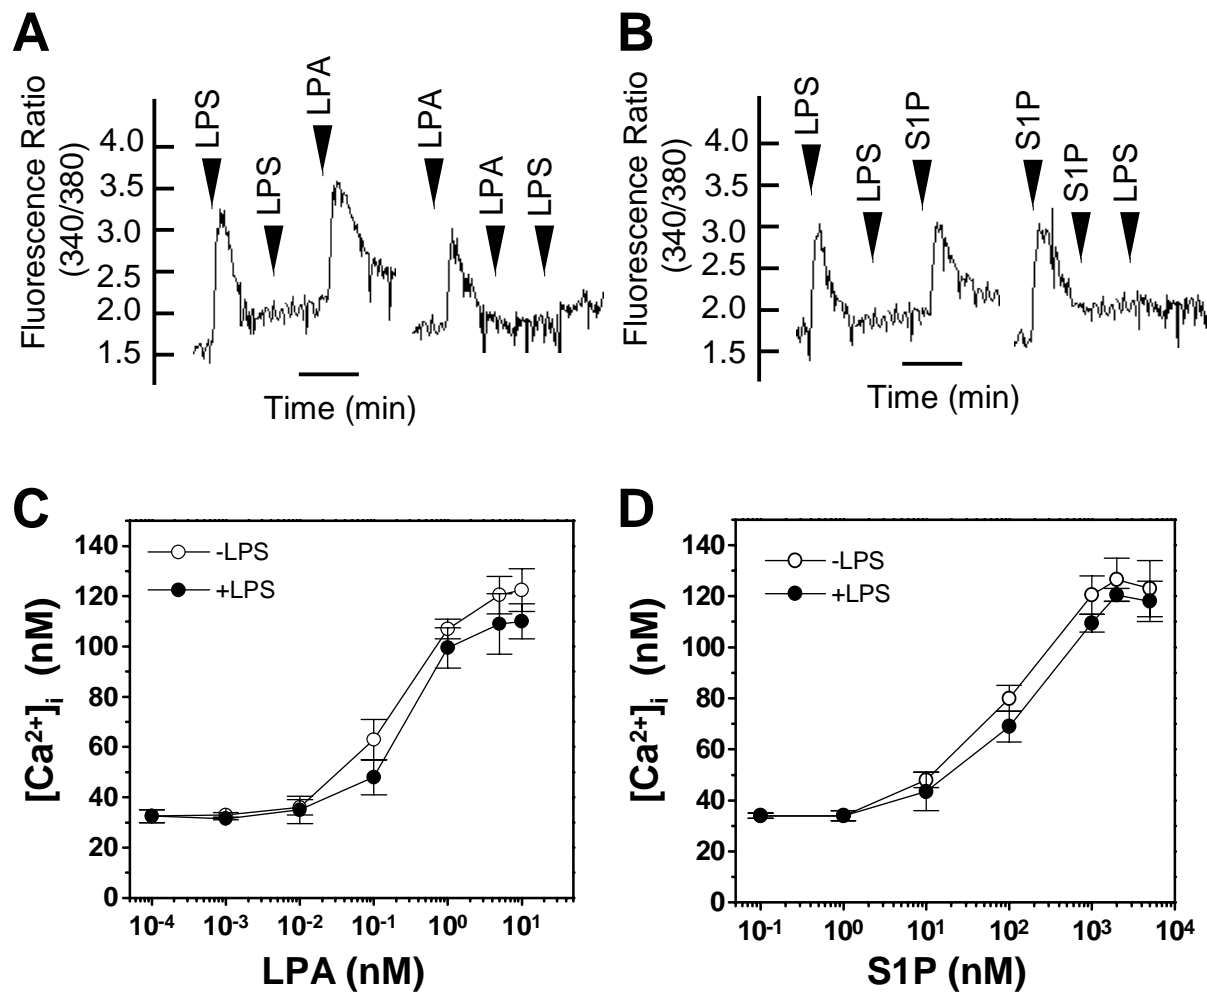 A
Fluorescence Ratio
(340/380)
4.0
3.5
3.0
2.5
2.0
1.5
LPS
LPS
LPA
LPA
LPA
LPS
Time (min)
B
Fluorescence Ratio
(340/380)
4.0
3.5
3.0
2.5
2.0
1.5
LPS
LPS
S1P
S1P
S1P
LPS
Time (min)
C
[Ca²⁺]ᵢ (nM)
140
120
100
80
60
40
20
0
-LPS
+LPS
10⁻⁴ 10⁻³ 10⁻² 10⁻¹ 10⁰ 10¹
LPA (nM)
D
[Ca²⁺]ᵢ (nM)
140
120
100
80
60
40
20
0
-LPS
+LPS
10⁻¹ 10⁰ 10¹ 10² 10³ 10⁴
S1P (nM)